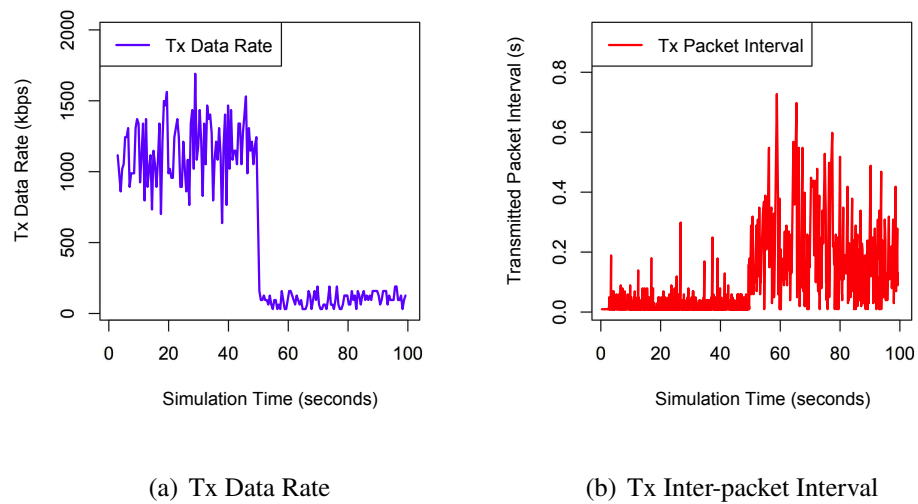 Tx Data Rate
Tx Data Rate (kbps)
2000
1500
1000
500
0
0 20 40 60 80 100
Simulation Time (seconds)
(a) Tx Data Rate
Tx Packet Interval
Transmitted Packet Interval (s)
0.8
0.6
0.4
0.2
0.0
0 20 40 60 80 100
Simulation Time (seconds)
(b) Tx Inter-packet Interval